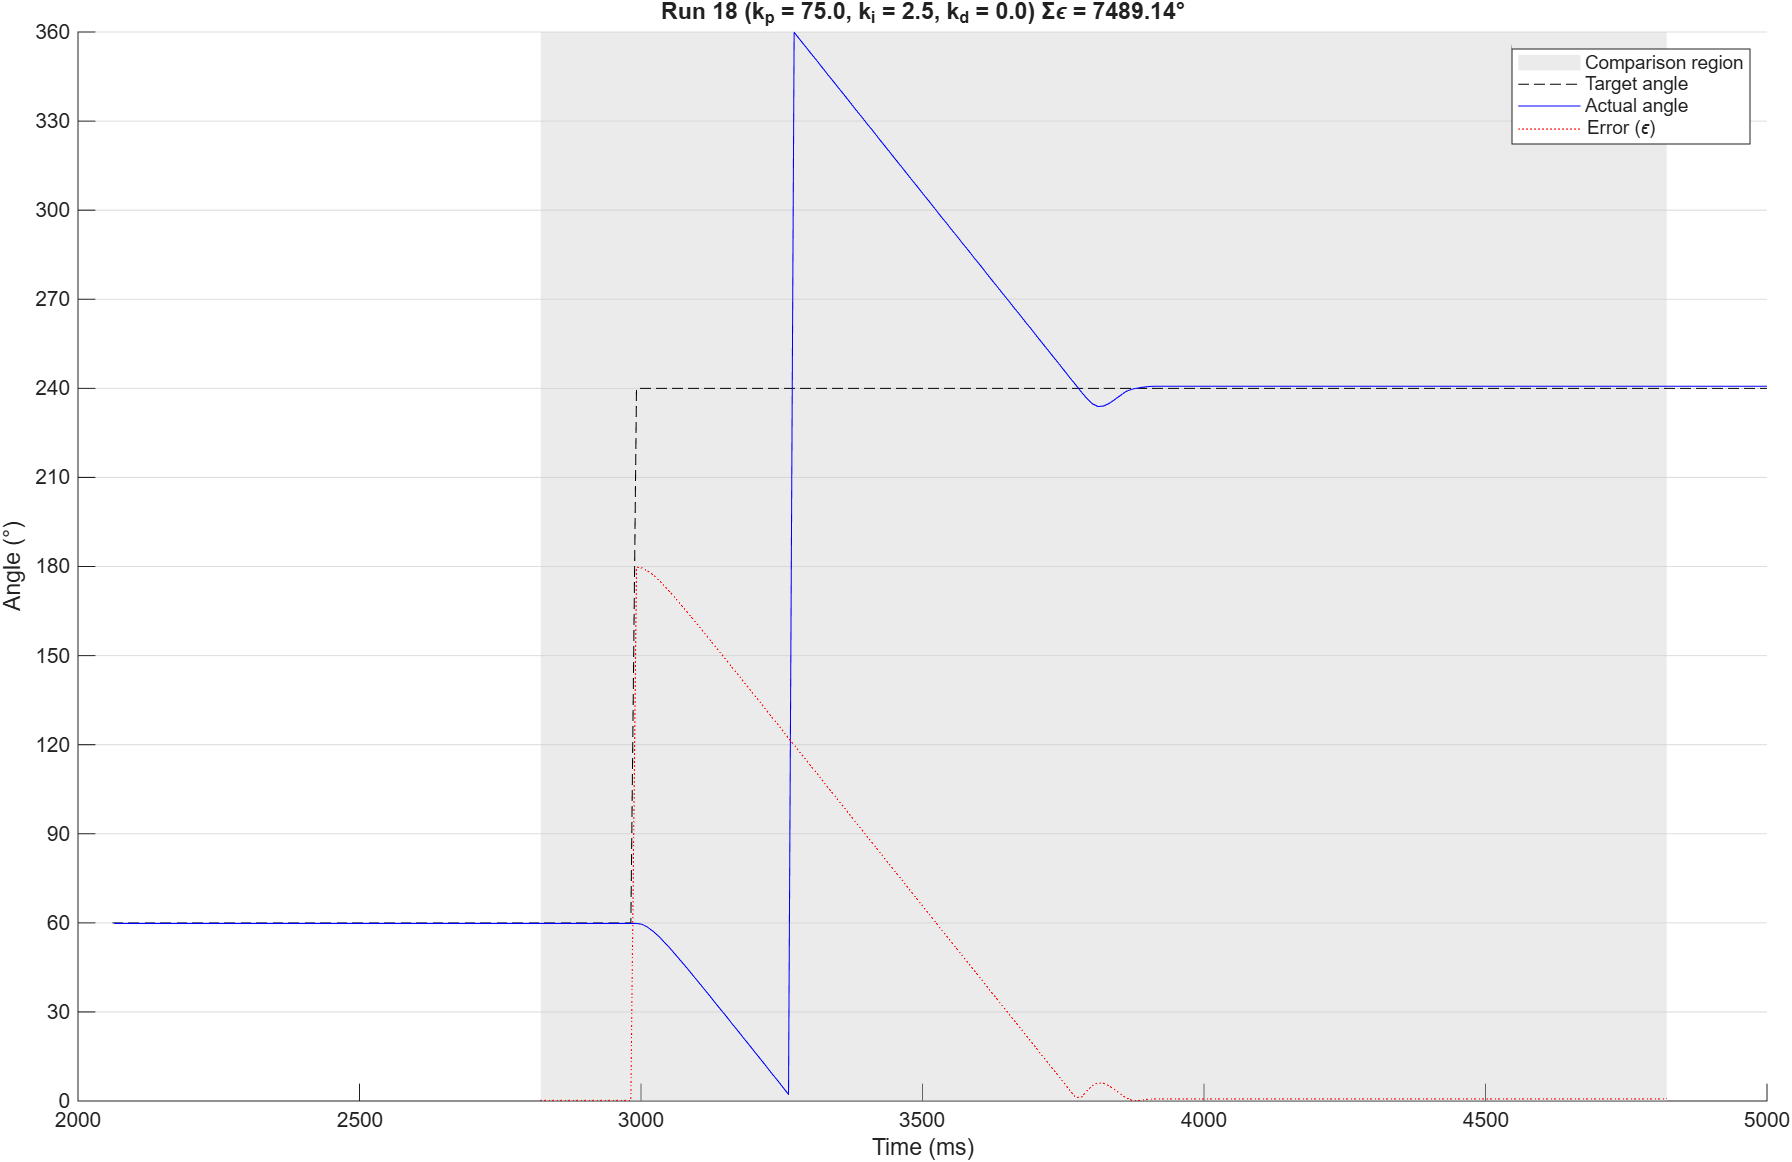 Run 18 (kp = 75.0, ki = 2.5, kd = 0.0) Σϵ = 7489.14°
360
330
300
270
240
210
180
150
120
90
60
30
0
Angle (°)
Comparison region
Target angle
Actual angle
Error (ϵ)
2000 2500 3000 3500 4000 4500 5000
Time (ms)